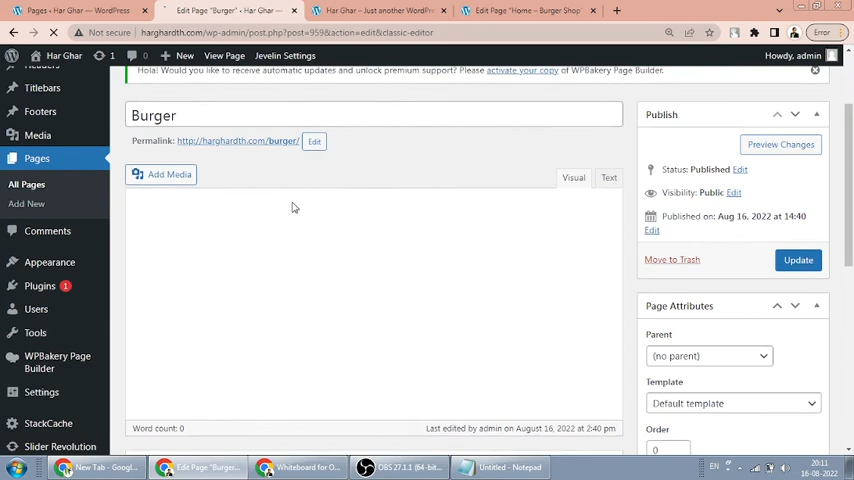 Pages ‹ Har Ghar — WordPress
Edit Page "Burger" ‹ Har Ghar —
Har Ghar – Just another WordPre
Edit Page "Home – Burger Shop"
Not secure | harghardth.com/wp-admin/post.php?post=959&action=edit&classic-editor
Error
Har Ghar
1
0
New
View Page
Jevelin Settings
Howdy, admin
Headers
Titlebars
Footers
Media
Pages
All Pages
Add New
Comments
Appearance
Plugins 1
Users
Tools
WPBakery Page
Builder
Settings
StackCache
Slider Revolution
Hola! Would you like to receive automatic updates and unlock premium support? Please activate your copy of WPBakery Page Builder.
Burger
Permalink: http://harghardth.com/burger/ Edit
Add Media
Visual
Text
Word count: 0
Last edited by admin on August 16, 2022 at 2:40 pm
Publish
Preview Changes
Status: Published Edit
Visibility: Public Edit
Published on: Aug 16, 2022 at 14:40
Edit
Move to Trash
Update
Page Attributes
Parent
(no parent)
Template
Default template
Order
0
New Tab - Googl...
Edit Page "Burger...
Whiteboard for O...
OBS 27.1.1 (64-bit...
Untitled - Notepad
EN
20:11
16-08-2022